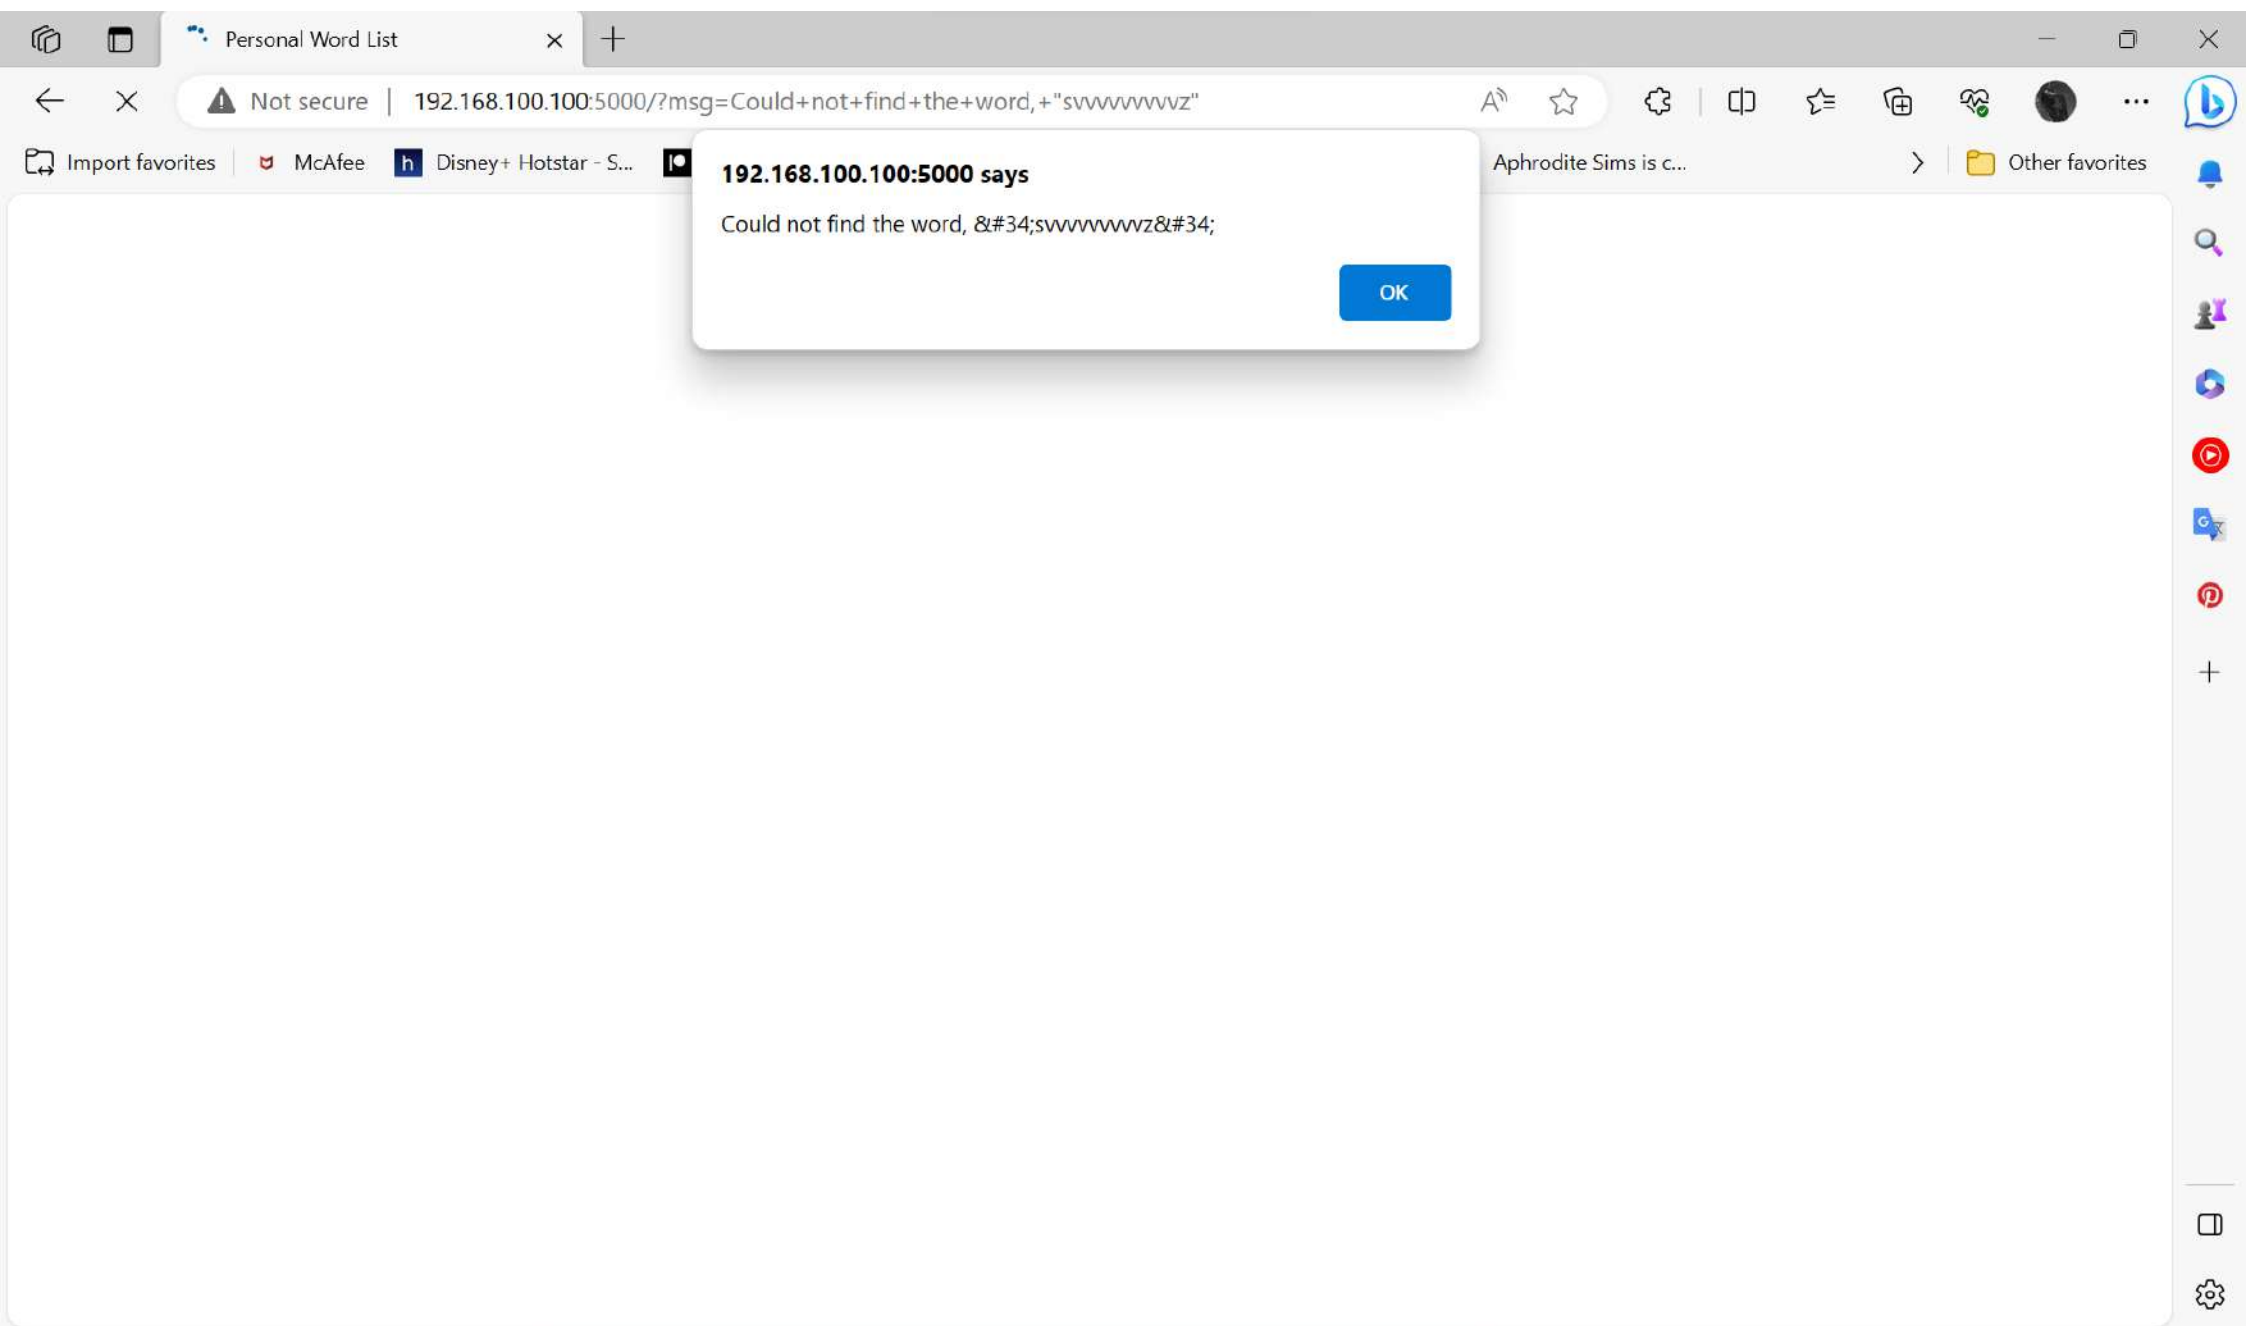 Personal Word List
Not secure | 192.168.100.100:5000/?msg=Could+not+find+the+word,+"svvvvvvvvvz"
Import favorites
McAfee
h Disney+ Hotstar - S...
Aphrodite Sims is c...
Other favorites
192.168.100.100:5000 says
Could not find the word, &#34;svvvvvvvvvz&#34;
OK